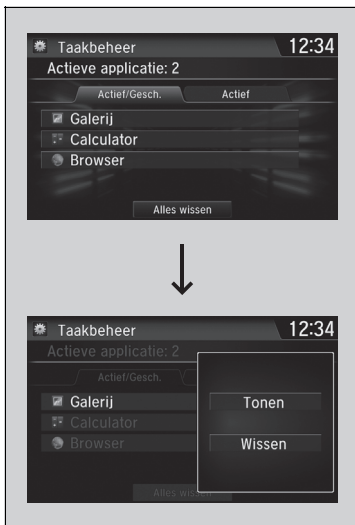 Taakbeheer 12:34
Actieve applicatie: 2
Actief/Gesch. Actief
Galerij
Calculator
Browser
Alles wissen
Taakbeheer 12:34
Actieve applicatie: 2
Actief/Gesch.
Galerij
Tonen
Calculator
Browser
Wissen
Alles wissen